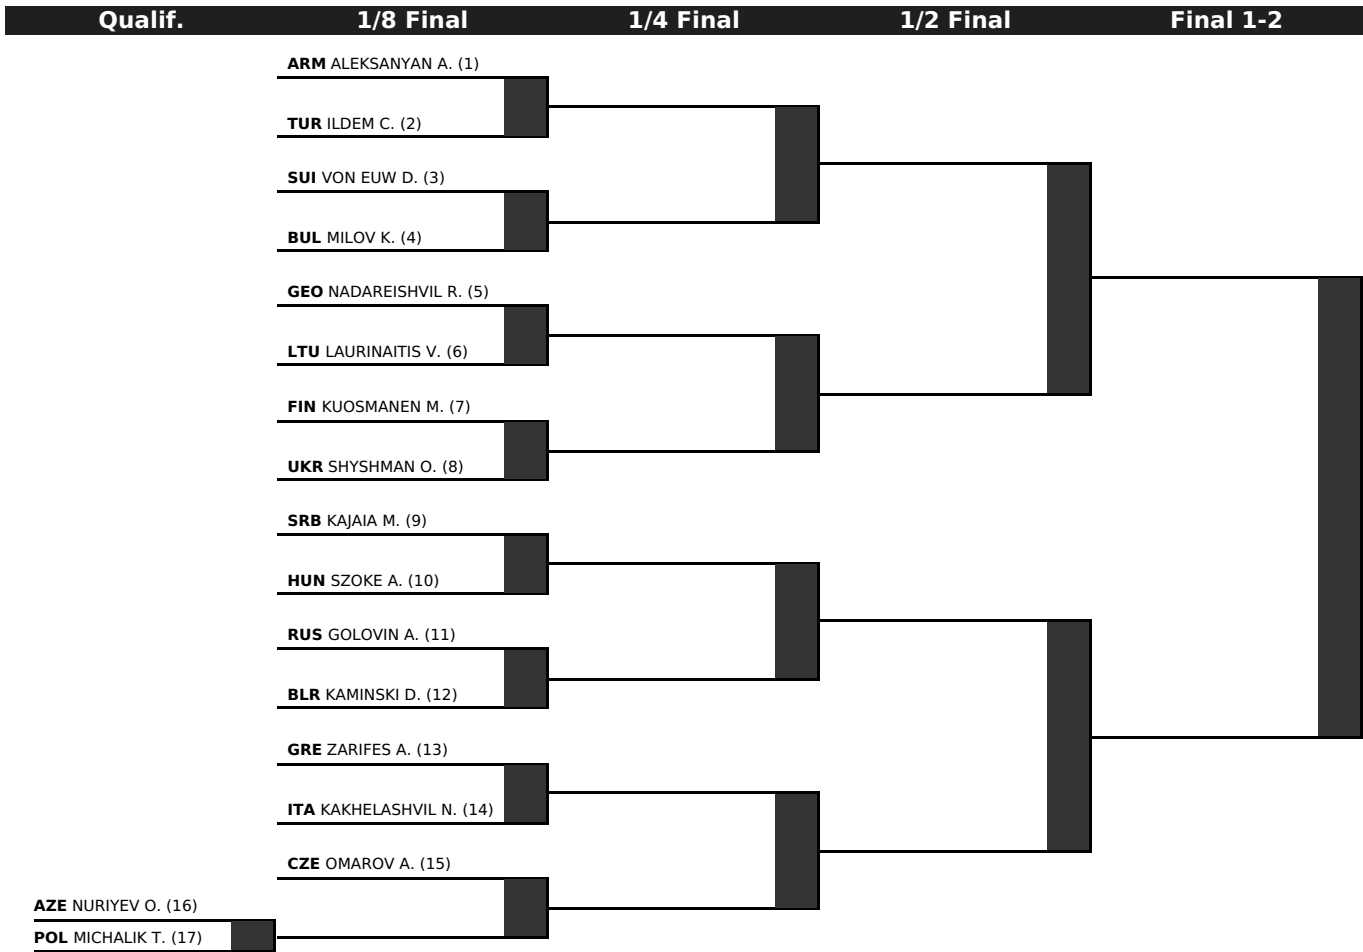 Qualif. 1/8 Final 1/4 Final 1/2 Final Final 1-2
ARM ALEKSANYAN A. (1)
TUR ILDEM C. (2)
SUI VON EUW D. (3)
BUL MILOV K. (4)
GEO NADAREISHVIL R. (5)
LTU LAURINAITIS V. (6)
FIN KUOSMANEN M. (7)
UKR SHYSHMAN O. (8)
SRB KAJAIA M. (9)
HUN SZOKE A. (10)
RUS GOLOVIN A. (11)
BLR KAMINSKI D. (12)
GRE ZARIFES A. (13)
ITA KAKHELASHVIL N. (14)
CZE OMAROV A. (15)
AZE NURIYEV O. (16)
POL MICHALIK T. (17)